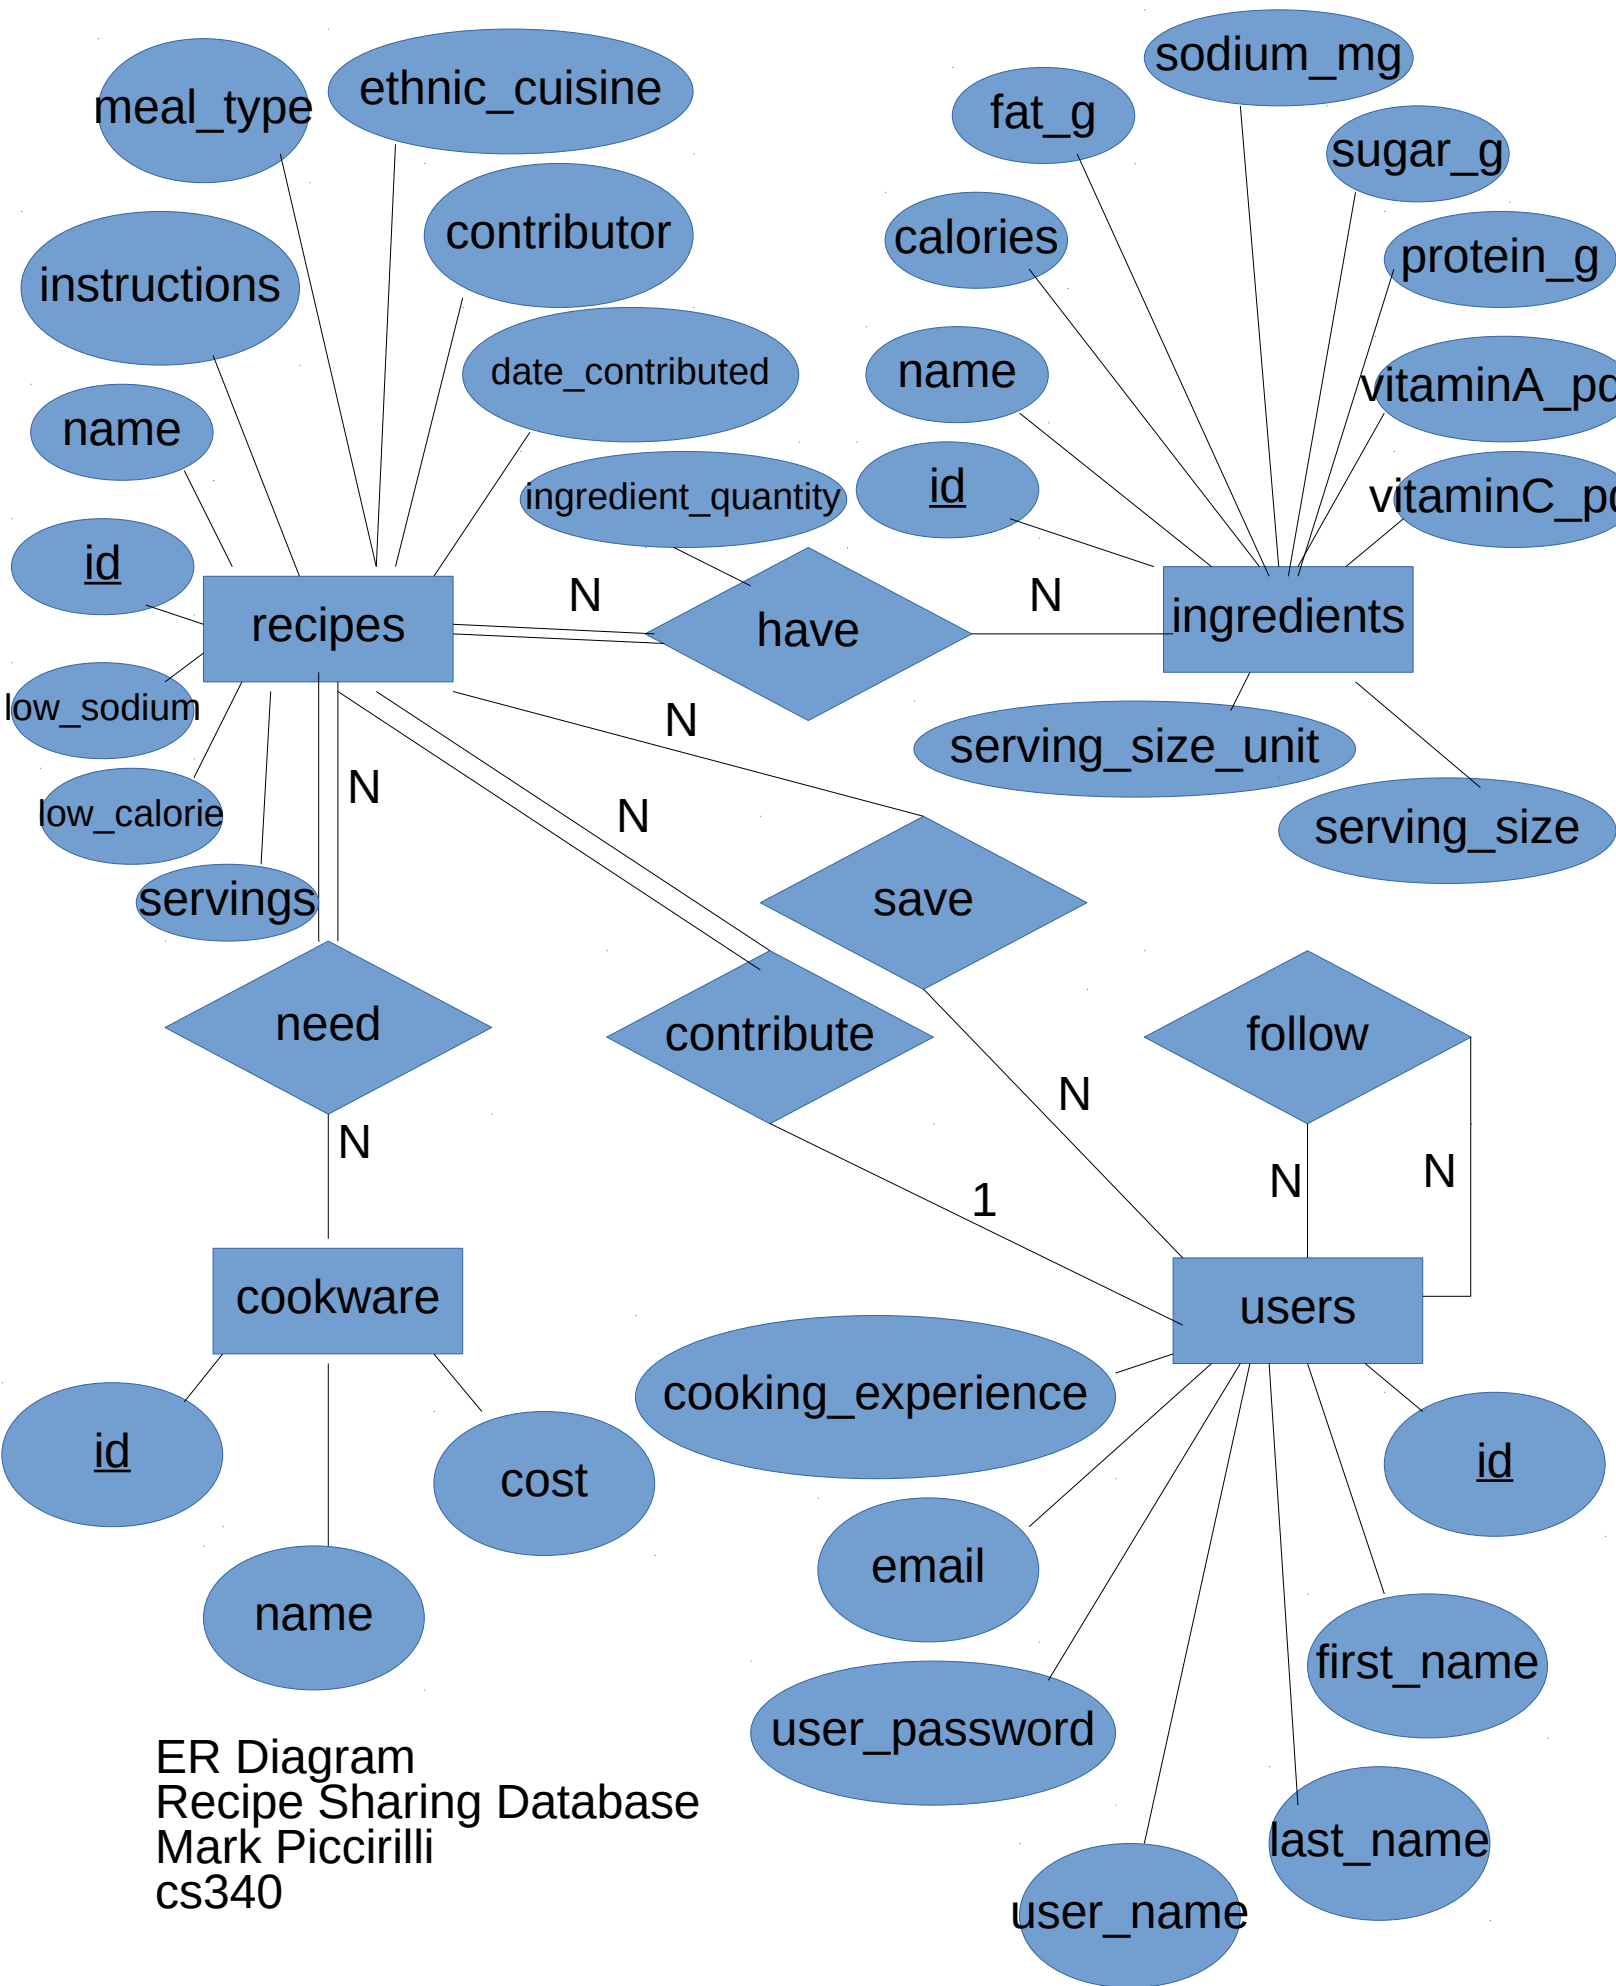 meal_type
ethnic_cuisine
sodium_mg
fat_g
sugar_g
contributor
calories
protein_g
instructions
date_contributed
name
vitaminA_
name
id
ingredient_quantity
vitaminC_
id
N
N
recipes
have
ingredients
low_sodium
N
serving_size_unit
N
low_calorie
N
serving_size
servings
save
need
contribute
follow
N
N
N
N
1
cookware
users
cooking_experience
id
cost
id
email
name
first_name
user_password
ER Diagram
Recipe Sharing Database
Mark Piccirilli
cs340
last_name
user_name